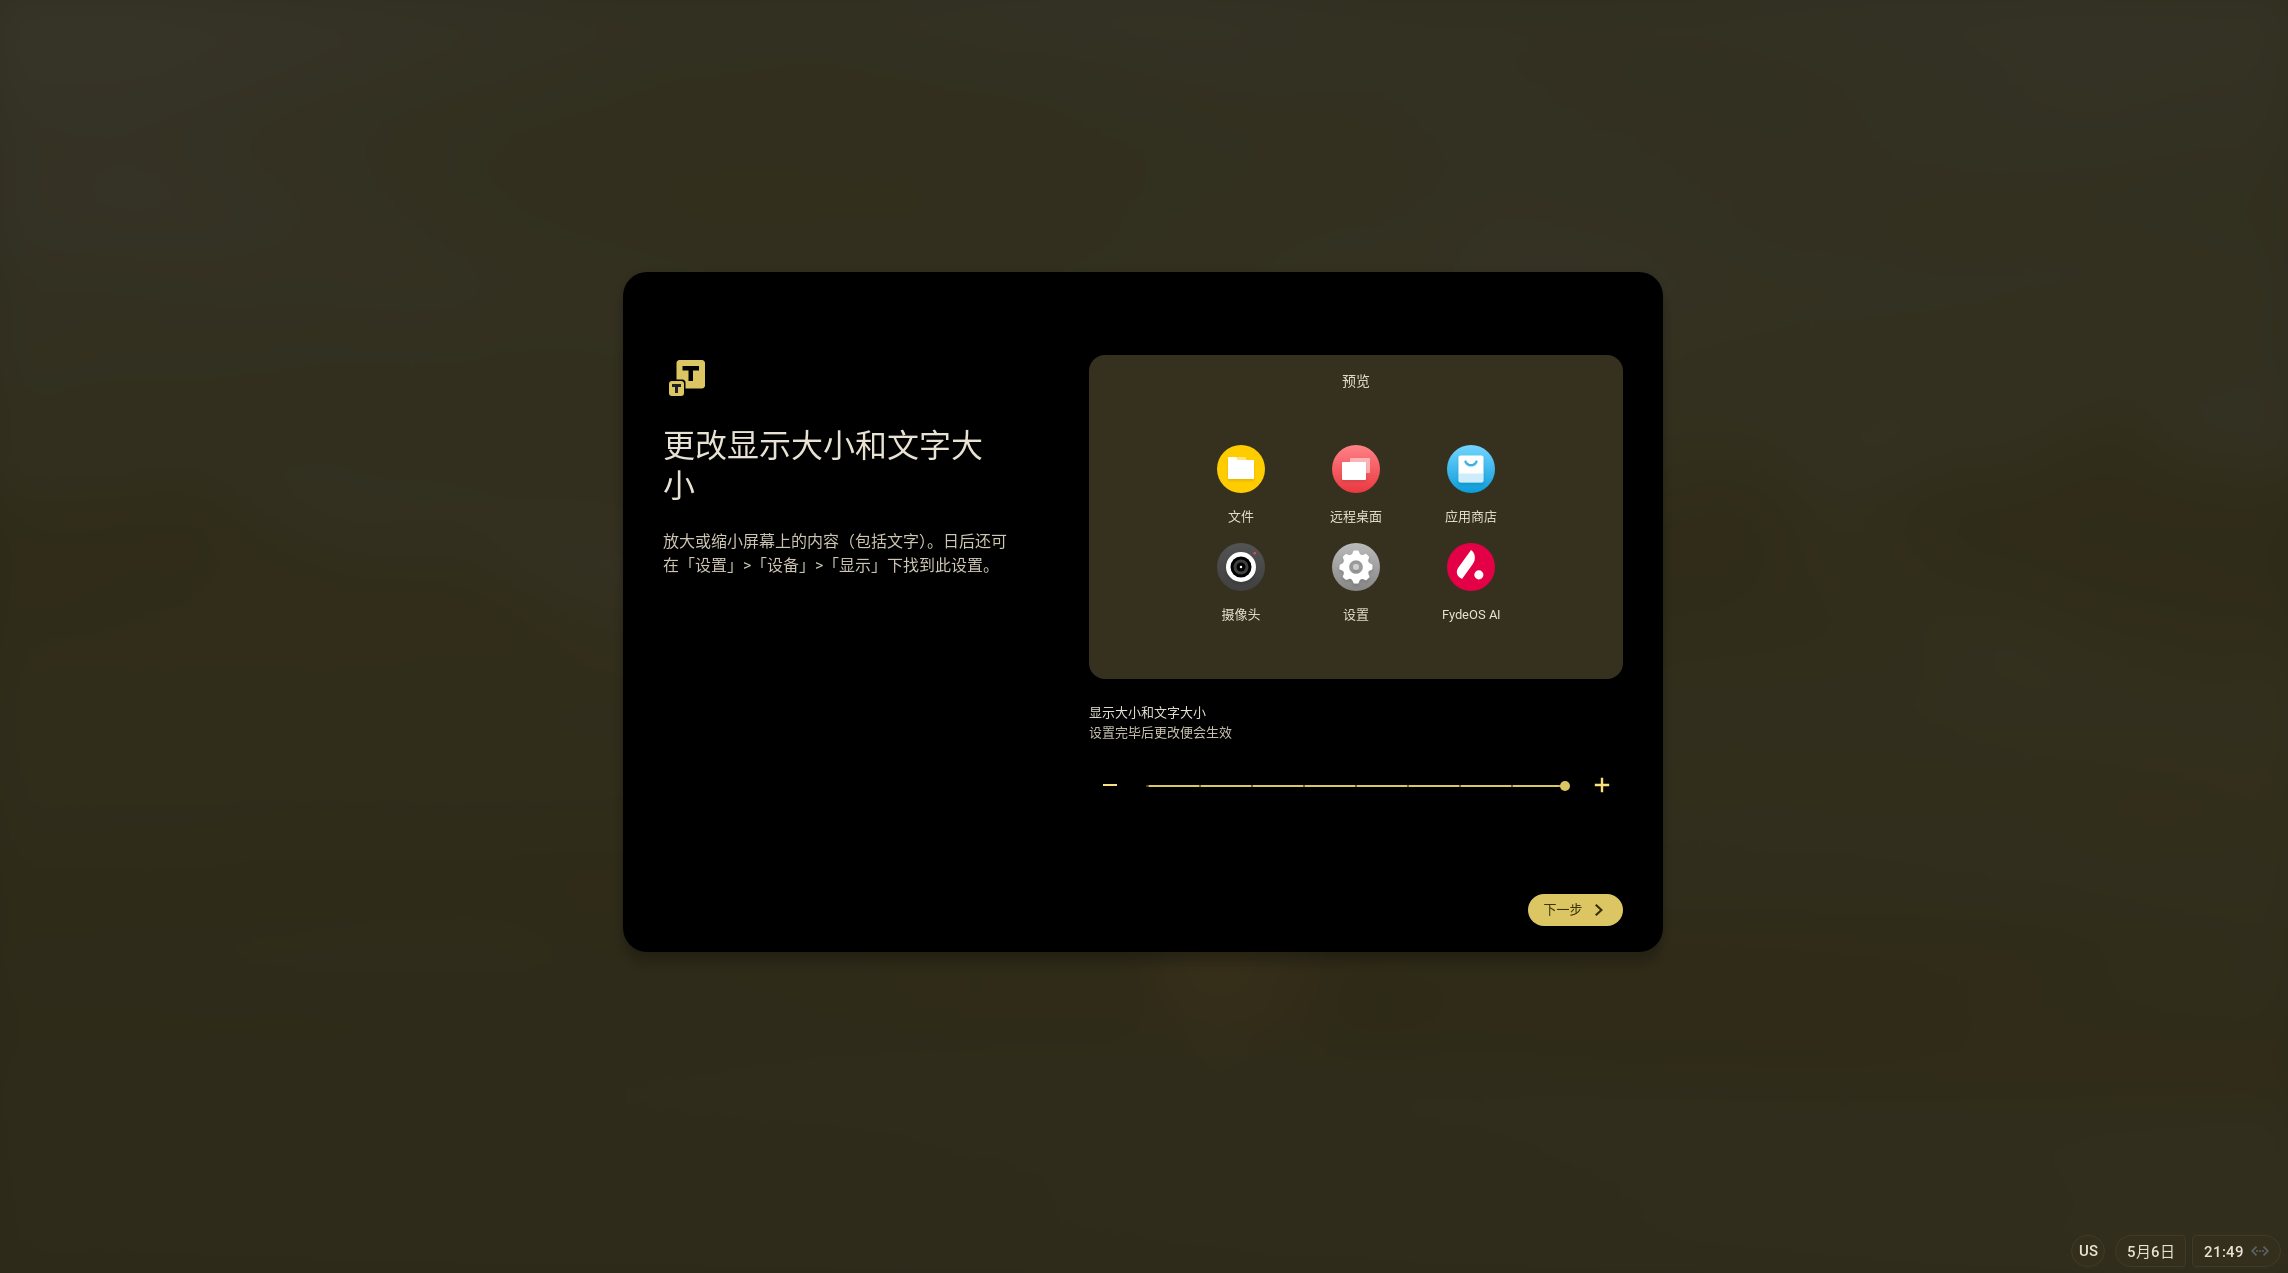 更改显示大小和文字大
小
放大或缩小屏幕上的内容（包括文字）。日后还可
在「设置」>「设备」>「显示」下找到此设置。
预览
文件
远程桌面
应用商店
摄像头
设置
FydeOS AI
显示大小和文字大小
设置完毕后更改便会生效
下一步
US
5月6日
21:49